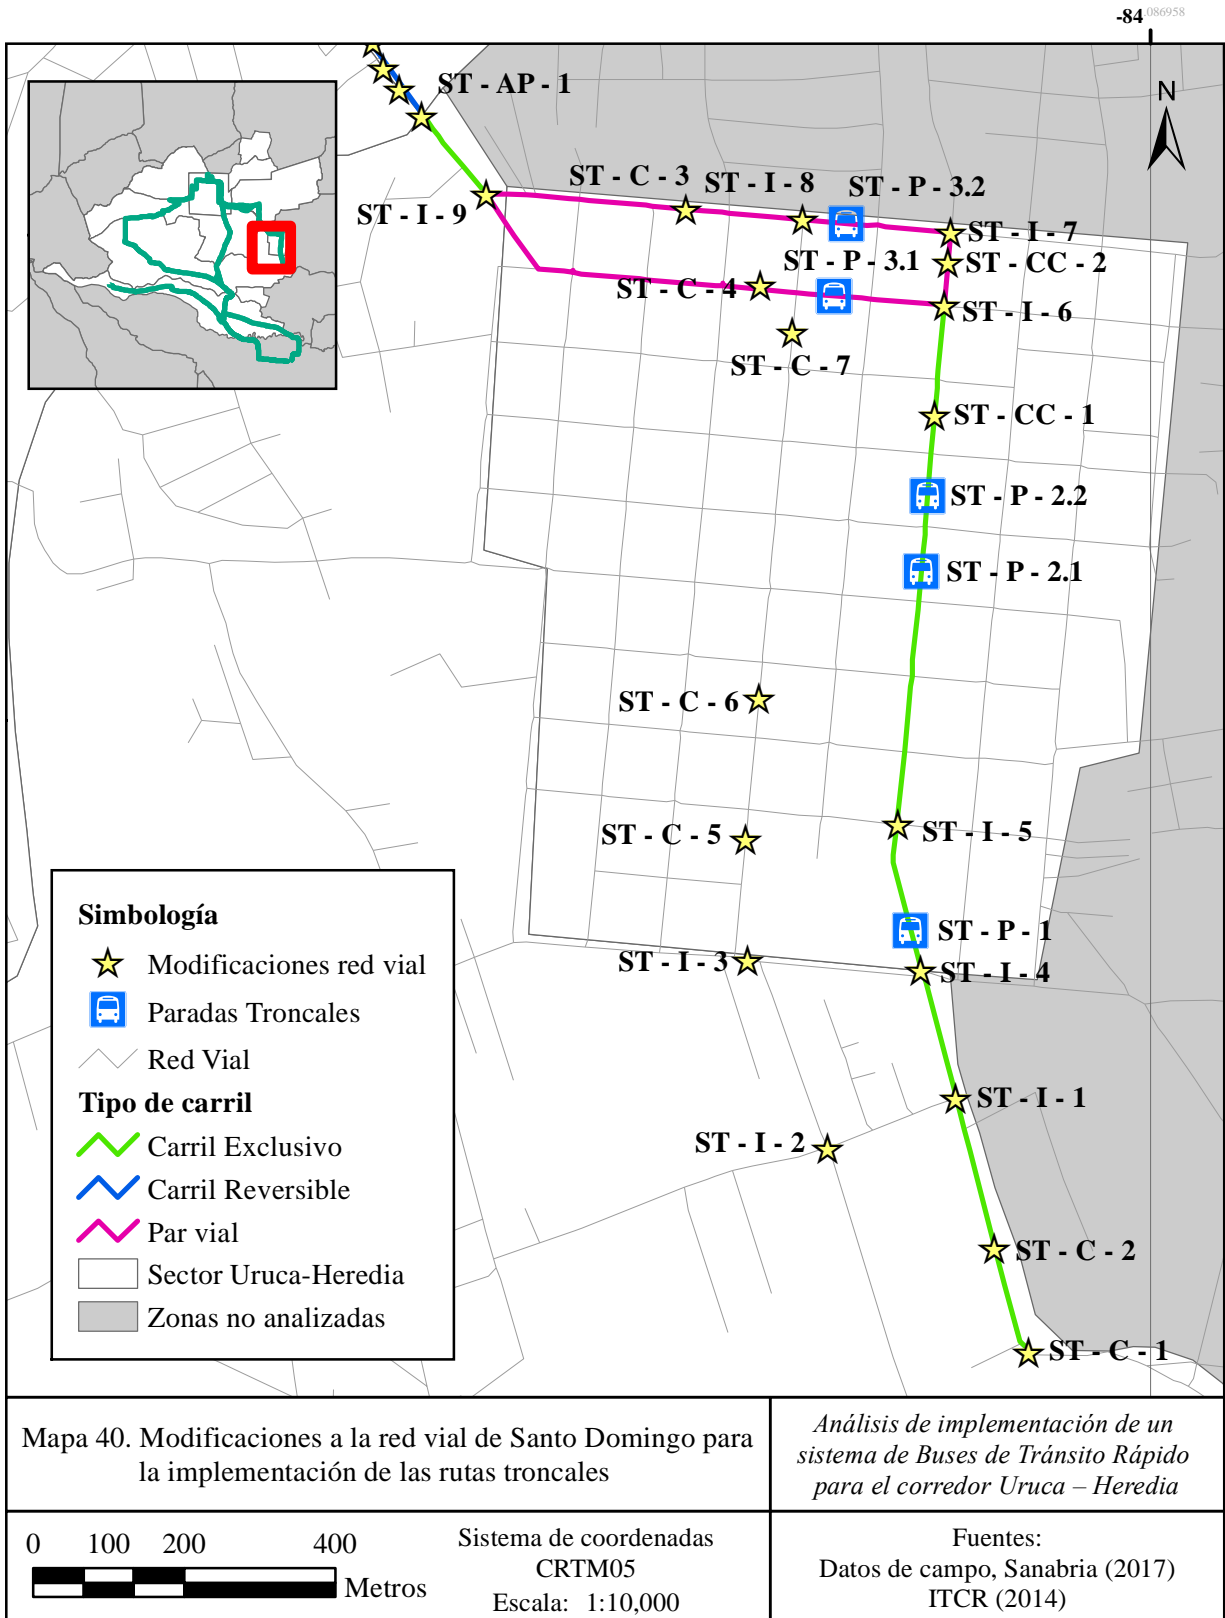 -84.086958
N
ST - AP - 1
ST - C - 3
ST - I - 8
ST - P - 3.2
ST - I - 9
ST - I - 7
ST - P - 3.1
ST - CC - 2
ST - C - 4
ST - I - 6
ST - C - 7
ST - CC - 1
ST - P - 2.2
ST - P - 2.1
ST - C - 6
ST - C - 5
ST - I - 5
ST - P - 1
ST - I - 3
ST - I - 4
ST - I - 1
ST - I - 2
ST - C - 2
ST - C - 1
Simbología
Modificaciones red vial
Paradas Troncales
Red Vial
Tipo de carril
Carril Exclusivo
Carril Reversible
Par vial
Sector Uruca-Heredia
Zonas no analizadas
Mapa 40. Modificaciones a la red vial de Santo Domingo para
la implementación de las rutas troncales
Análisis de implementación de un
sistema de Buses de Tránsito Rápido
para el corredor Uruca – Heredia
0 100 200 400
Metros
Sistema de coordenadas
CRTM05
Escala: 1:10,000
Fuentes:
Datos de campo, Sanabria (2017)
ITCR (2014)